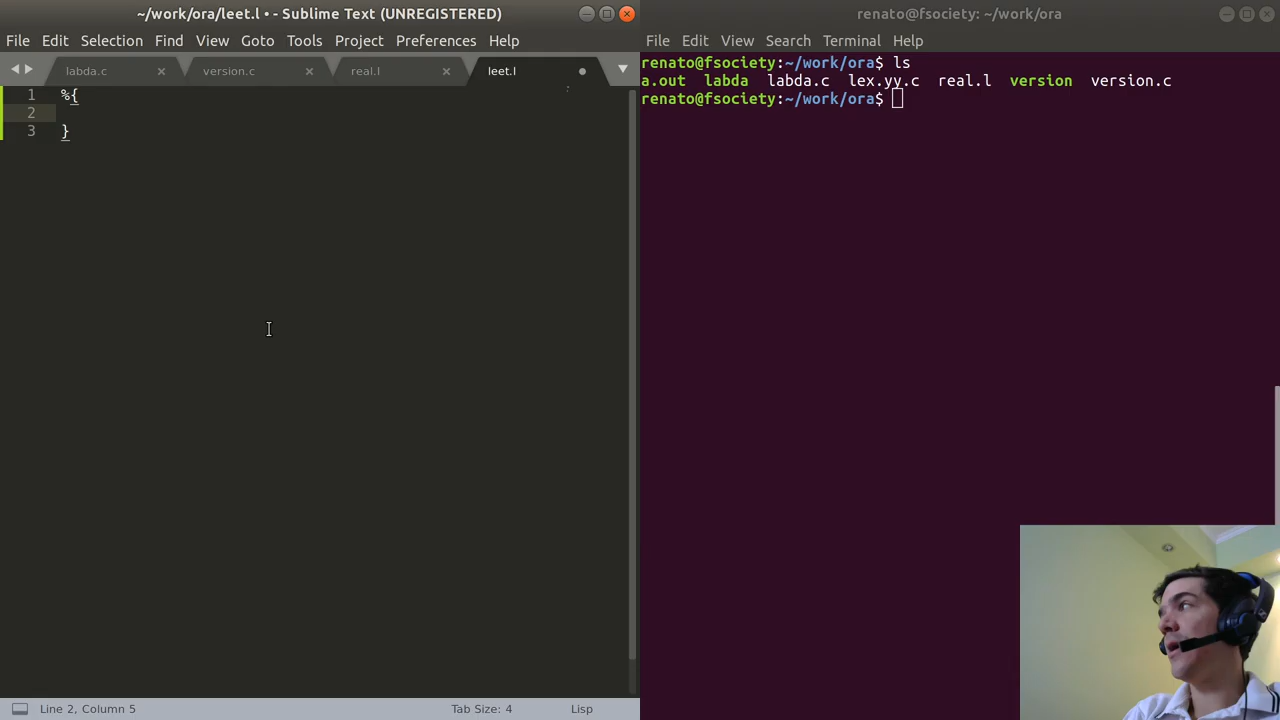 ~/work/ora/leet.l • - Sublime Text (UNREGISTERED)
File Edit Selection Find View Goto Tools Project Preferences Help
labda.c version.c real.l leet.l
1 %{
2
3 }
Line 2, Column 5 Tab Size: 4 Lisp
renato@fsociety: ~/work/ora
File Edit View Search Terminal Help
renato@fsociety:~/work/ora$ ls
a.out labda labda.c lex.yy.c real.l version version.c
renato@fsociety:~/work/ora$